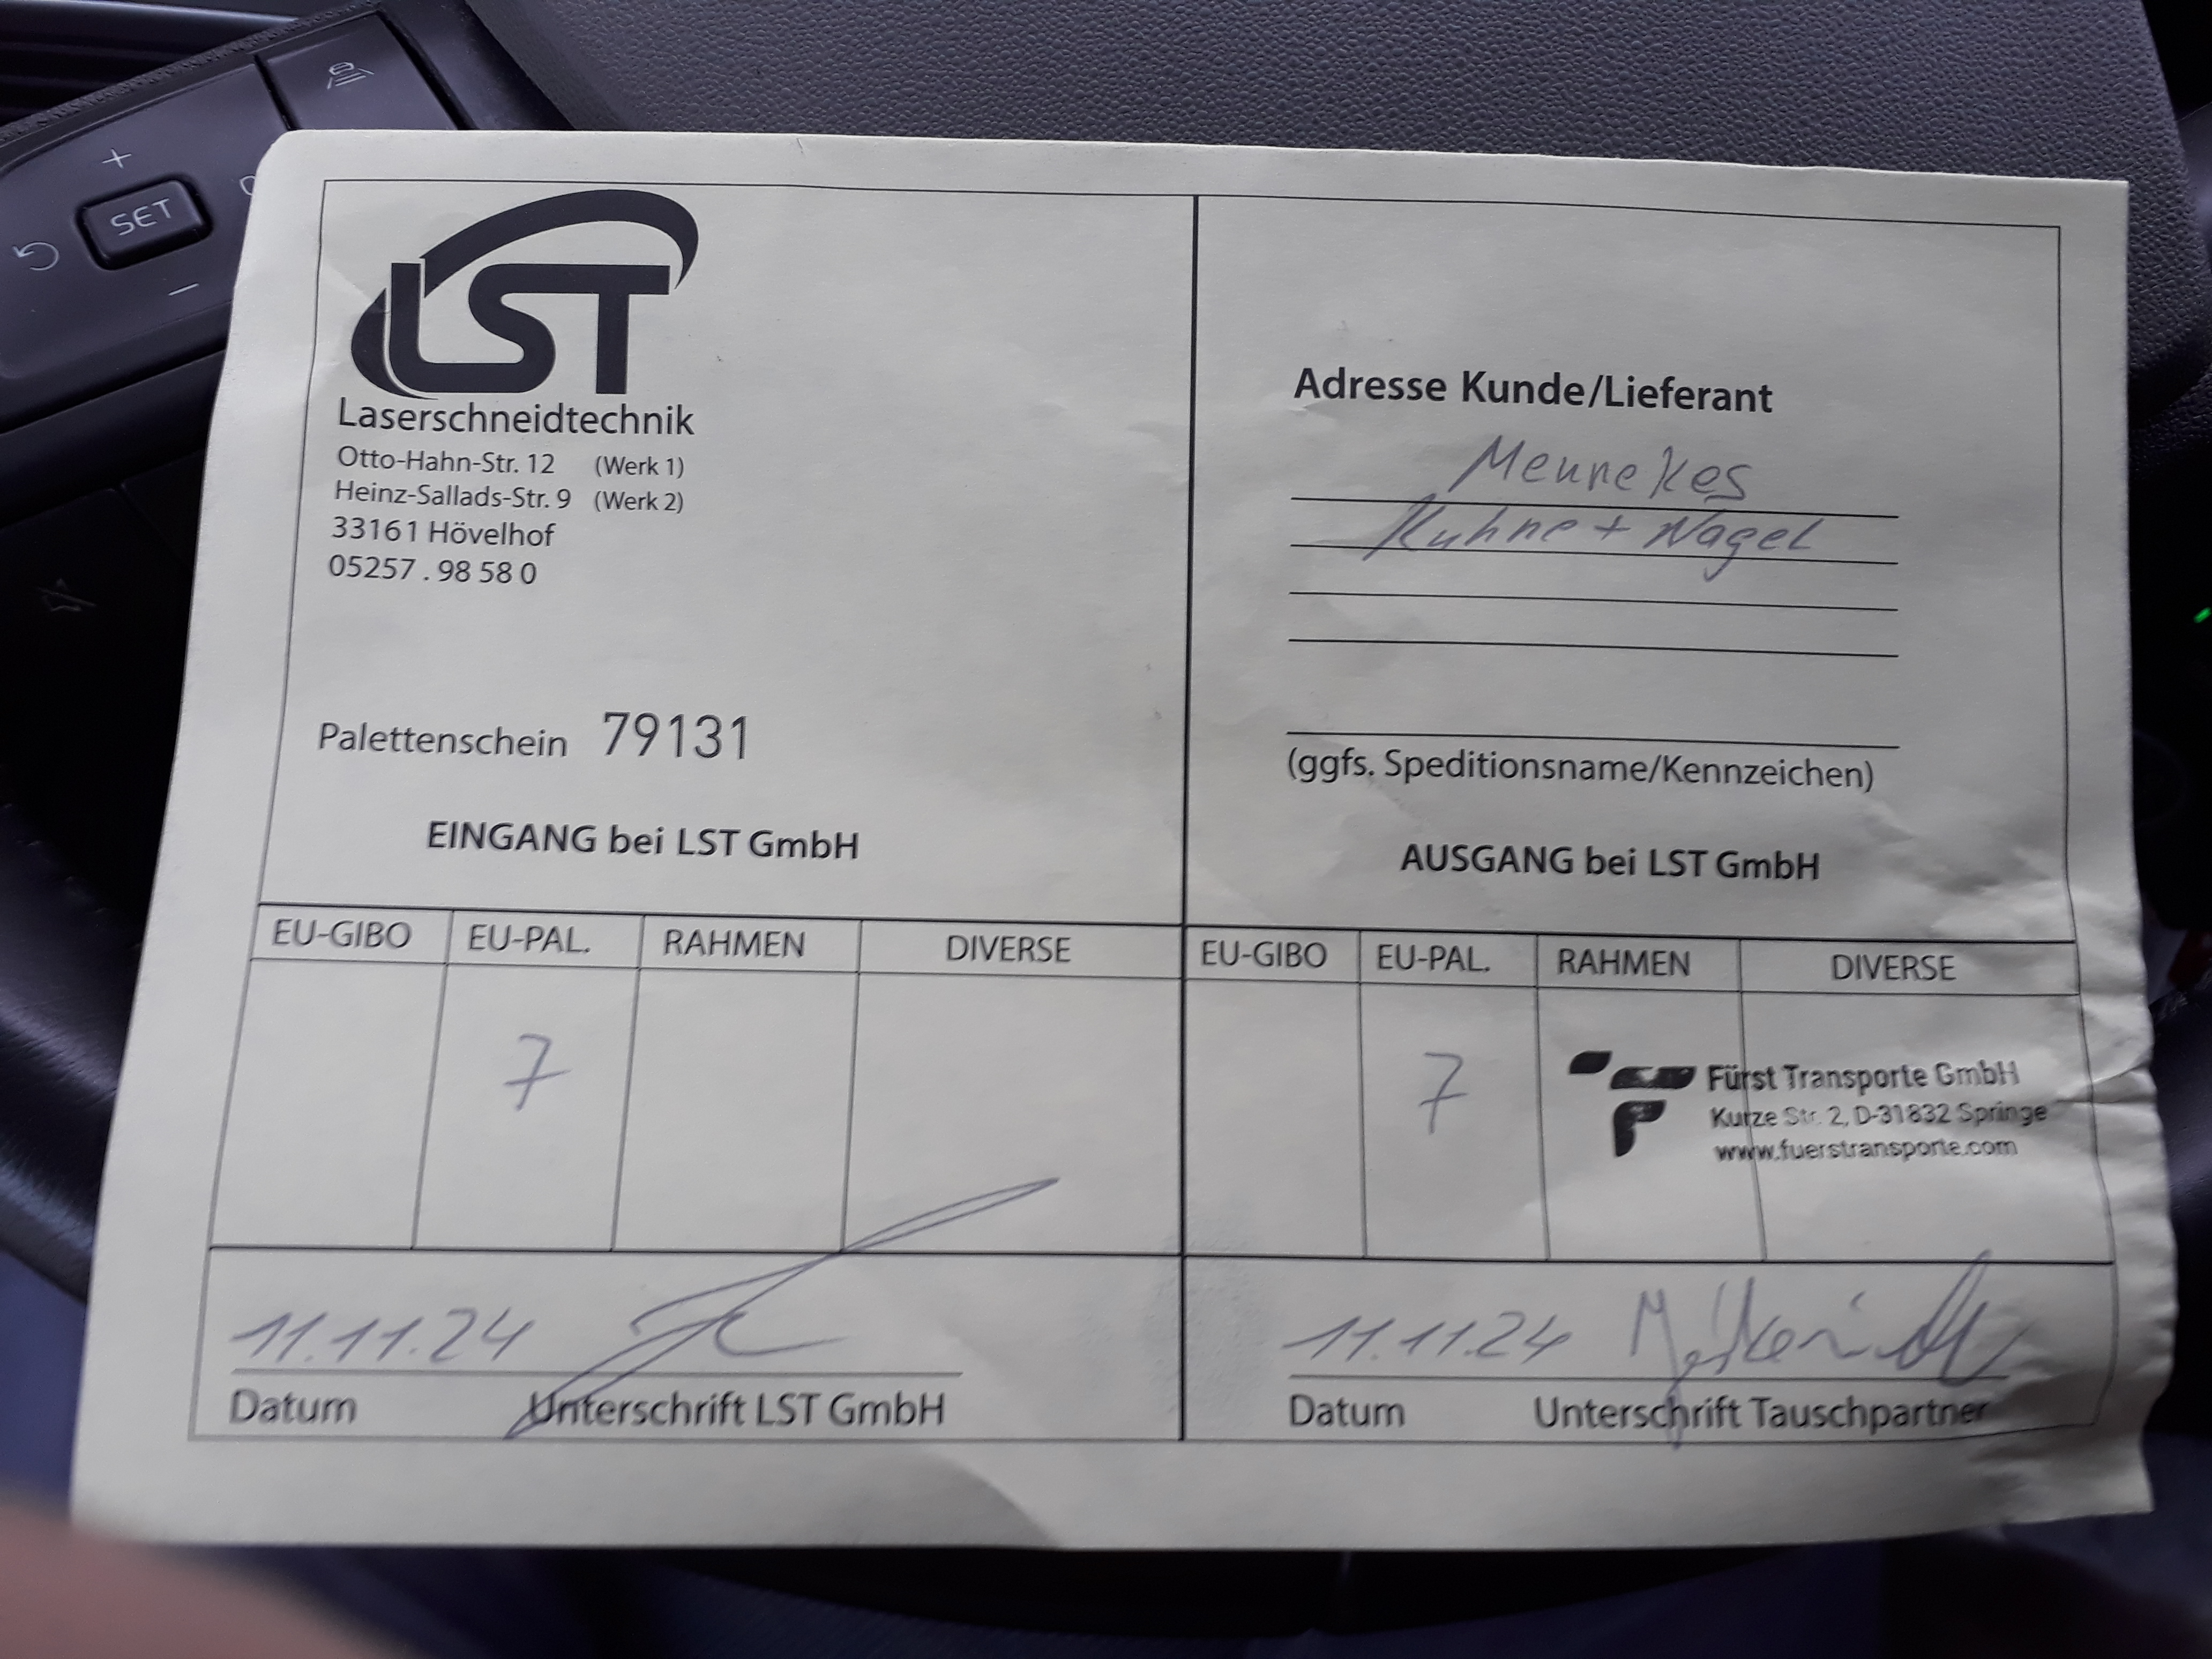 SET
LST
Laserschneidtechnik
Otto-Hahn-Str. 12 (Werk 1)
Heinz-Sallads-Str. 9 (Werk 2)
33161 Hövelhof
05257 . 98 58 0
Palettenschein 79131
EINGANG bei LST GmbH
EU-GIBO EU-PAL. RAHMEN DIVERSE
7
11.11.24
Datum Unterschrift LST GmbH
Adresse Kunde/Lieferant
Mennekes
Kuhne + Nagel
(ggfs. Speditionsname/Kennzeichen)
AUSGANG bei LST GmbH
EU-GIBO EU-PAL. RAHMEN DIVERSE
7
Fürst Transporte GmbH
Kurze Str. 2, D-31832 Springe
www.fuerstransporte.com
11.11.24
Datum Unterschrift Tauschpartner